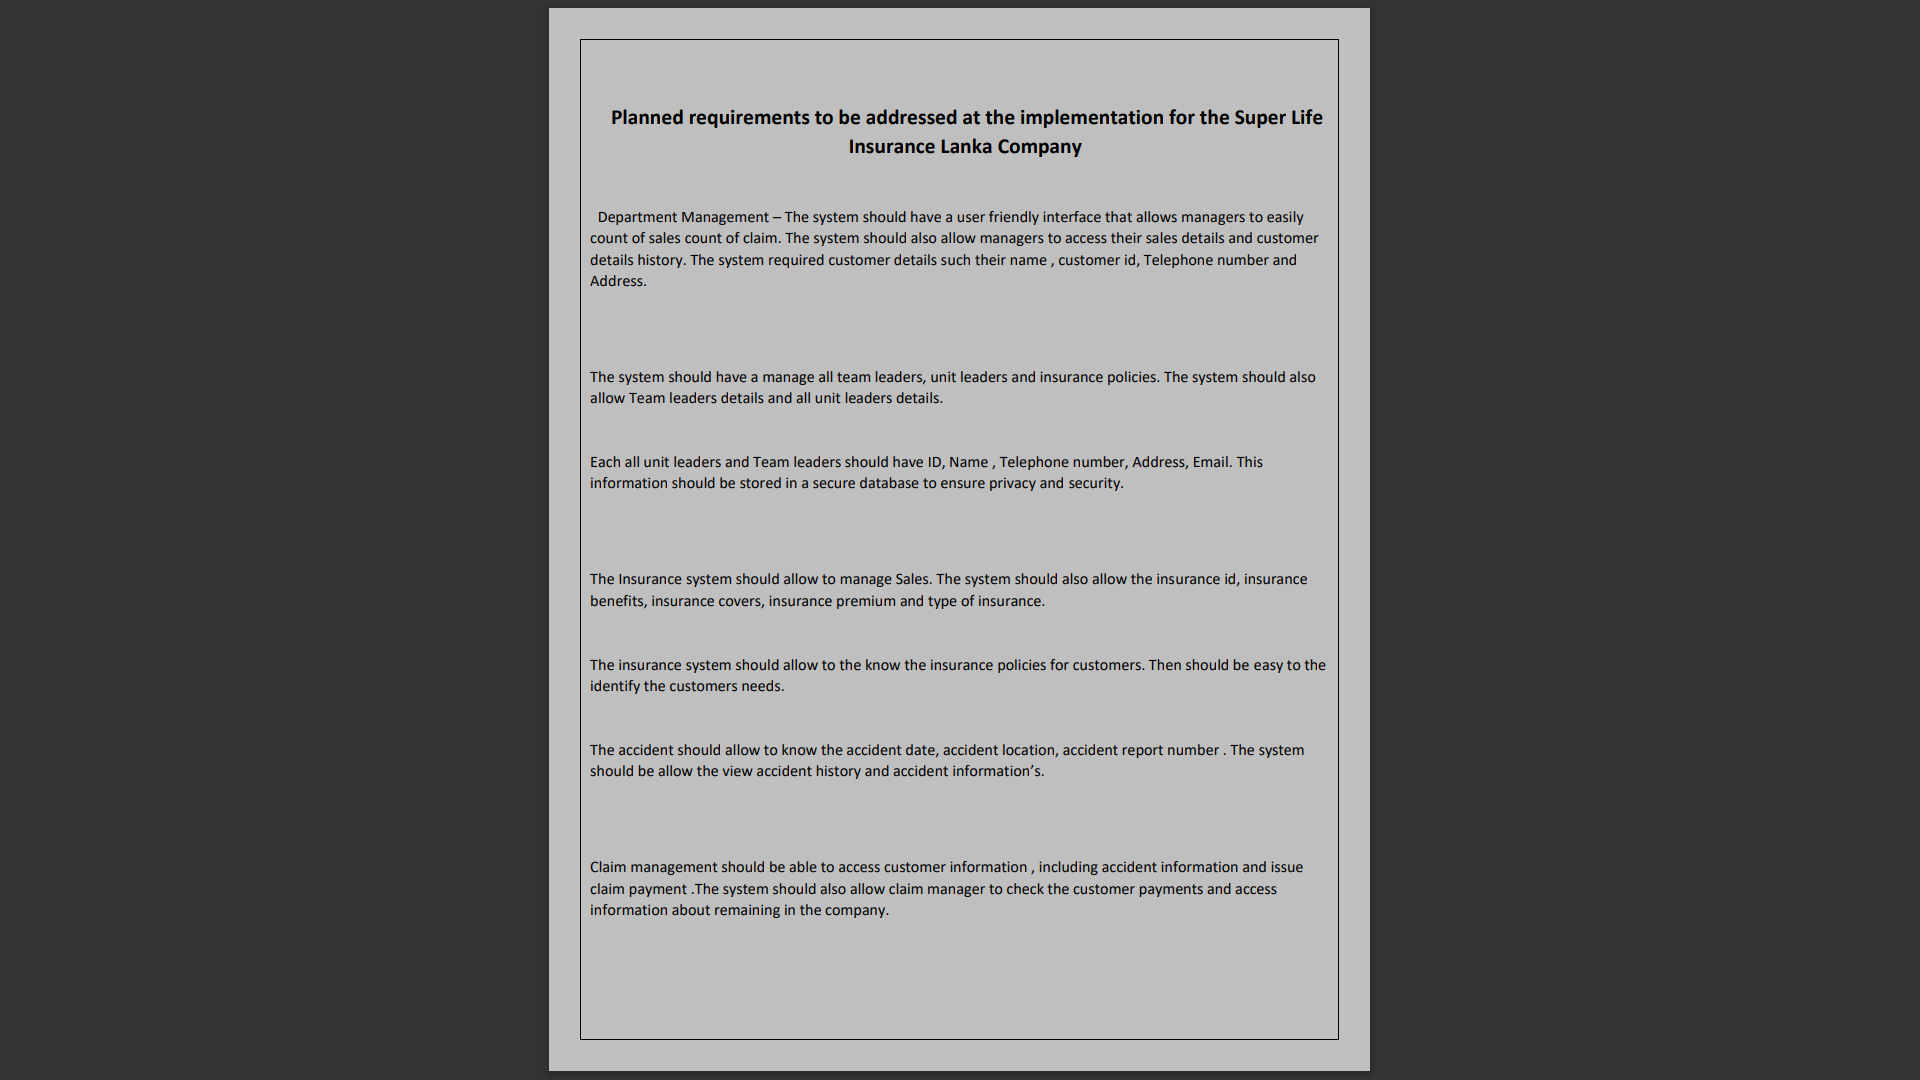 Planned requirements to be addressed at the implementation for the Super Life
Insurance Lanka Company
Department Management – The system should have a user friendly interface that allows managers to easily
count of sales count of claim. The system should also allow managers to access their sales details and customer
details history. The system required customer details such their name , customer id, Telephone number and
Address.
The system should have a manage all team leaders, unit leaders and insurance policies. The system should also
allow Team leaders details and all unit leaders details.
Each all unit leaders and Team leaders should have ID, Name , Telephone number, Address, Email. This
information should be stored in a secure database to ensure privacy and security.
The Insurance system should allow to manage Sales. The system should also allow the insurance id, insurance
benefits, insurance covers, insurance premium and type of insurance.
The insurance system should allow to the know the insurance policies for customers. Then should be easy to the
identify the customers needs.
The accident should allow to know the accident date, accident location, accident report number . The system
should be allow the view accident history and accident information’s.
Claim management should be able to access customer information , including accident information and issue
claim payment .The system should also allow claim manager to check the customer payments and access
information about remaining in the company.